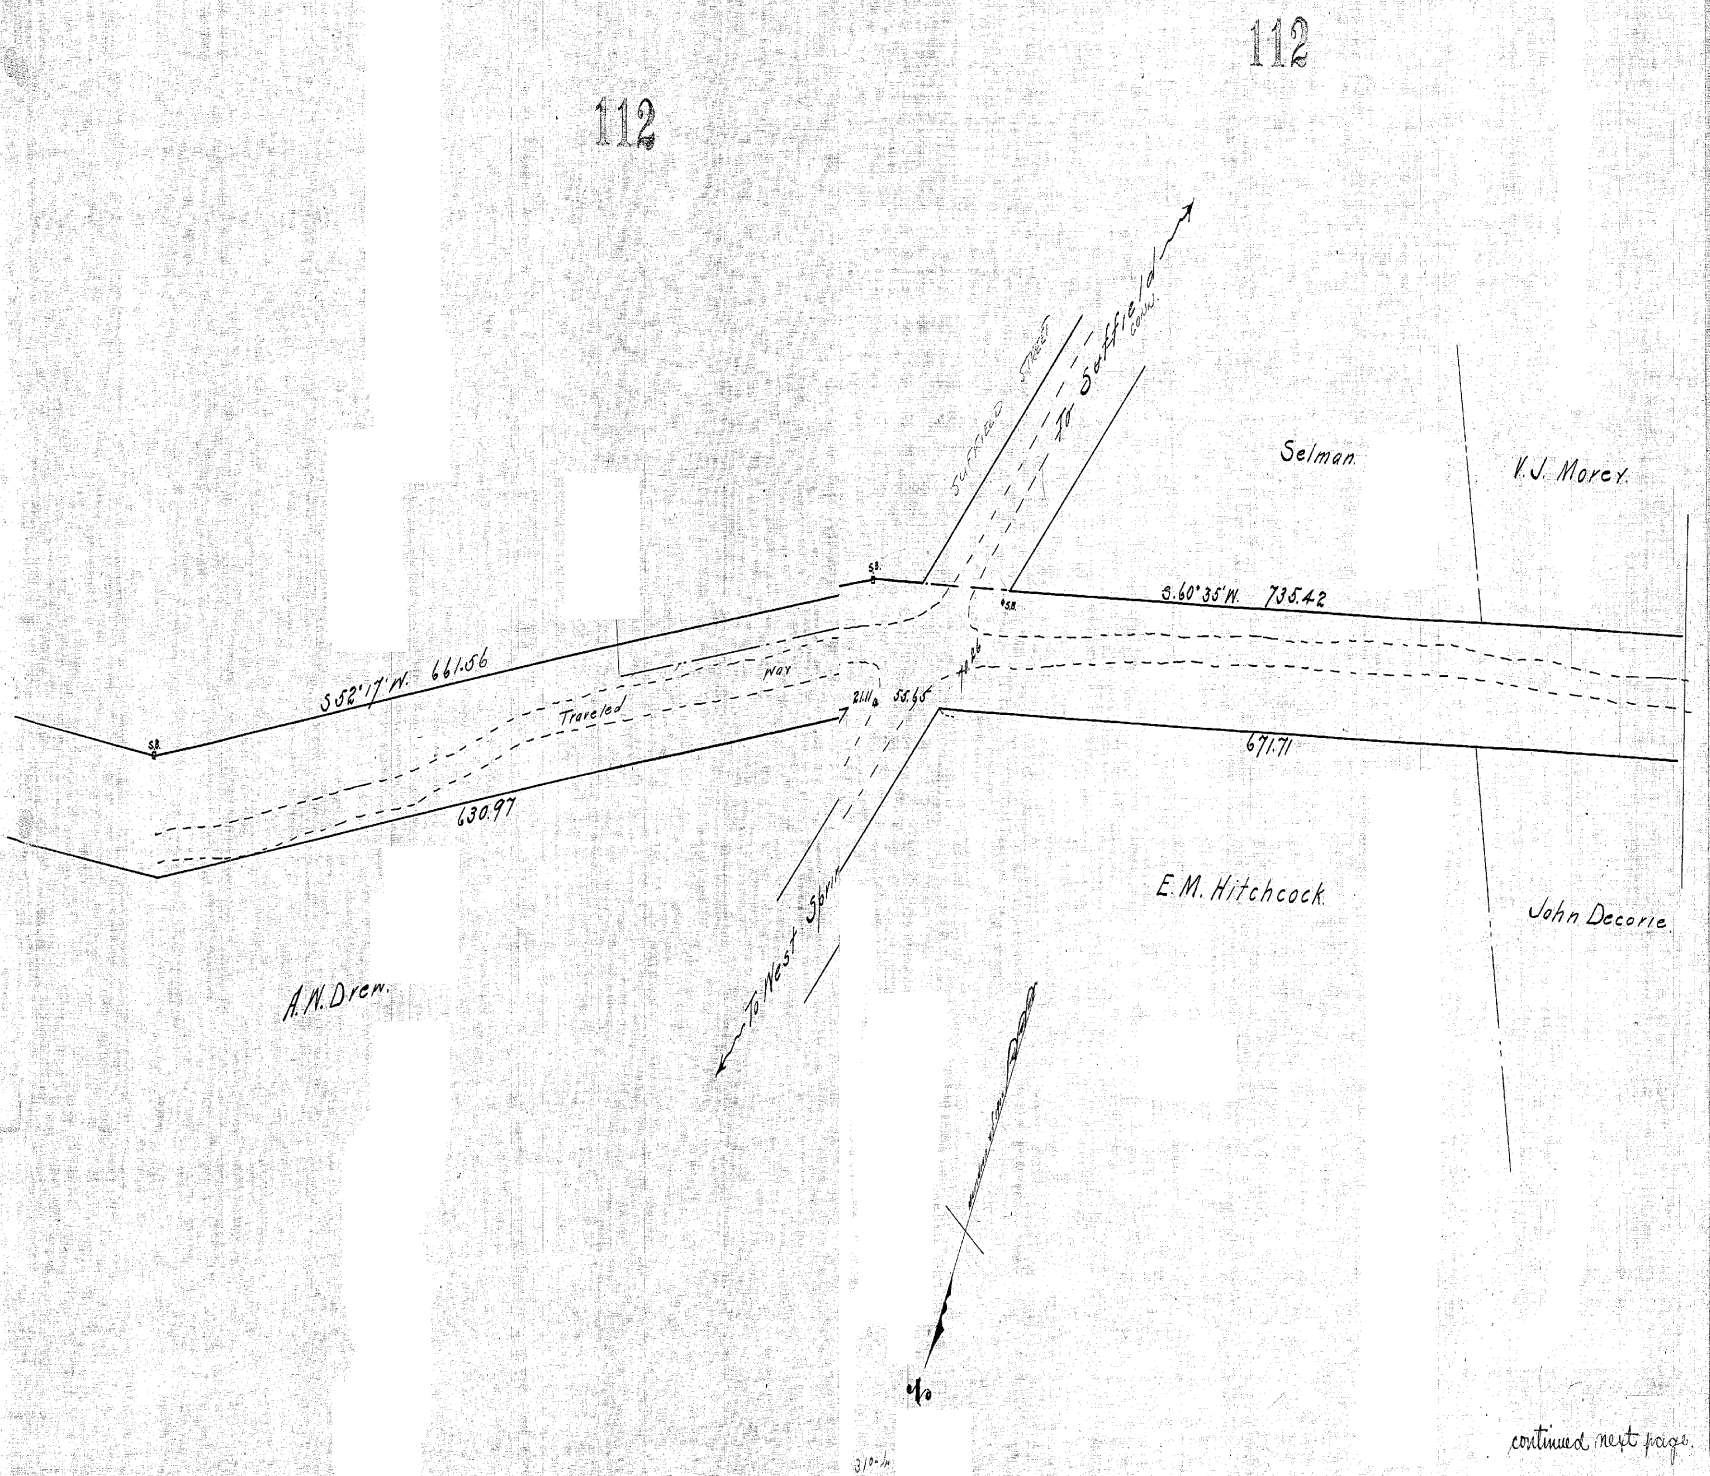 112
112
SUFFIELD STREET
To Suffield
CONN.
Selman.
V. J. Morey.
S.B.
S.B.
S.60°35'W. 735.42
S 52°17'W. 661.56
S.B.
Traveled Way
21.11 55.65
671.71
630.97
E. M. Hitchcock.
John Decorie.
To West Sprin
A. W. Drew.
continued next page.